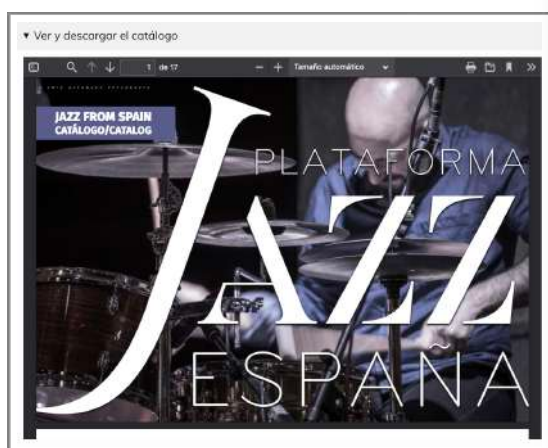 ▾ Ver y descargar el catálogo
1 de 17
Tamaño automático
JAZZ FROM SPAIN
CATÁLOGO/CATALOG
PLATAFORMA
JAZZ
ESPAÑA